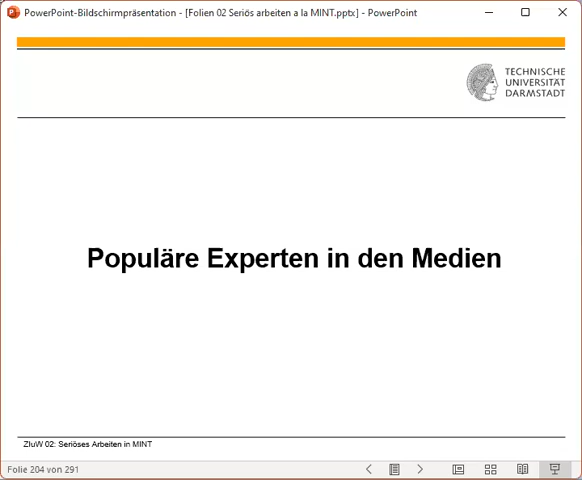 PowerPoint-Bildschirmpräsentation - [Folien 02 Seriös arbeiten a la MINT.pptx] - PowerPoint
TECHNISCHE
UNIVERSITÄT
DARMSTADT
Populäre Experten in den Medien
ZIuW 02: Seriöses Arbeiten in MINT
Folie 204 von 291